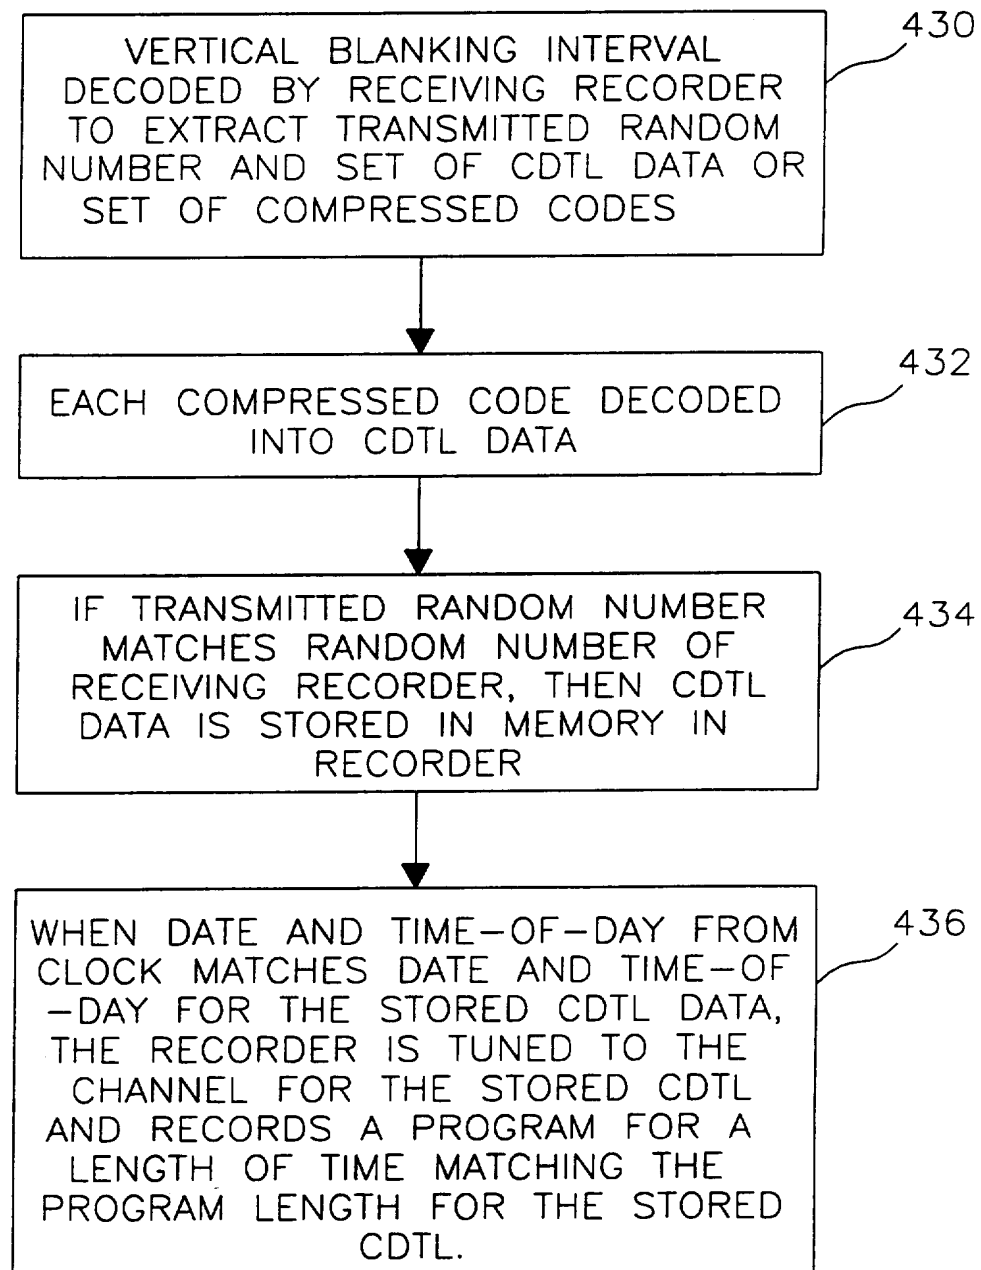 430
VERTICAL BLANKING INTERVAL
DECODED BY RECEIVING RECORDER
TO EXTRACT TRANSMITTED RANDOM
NUMBER AND SET OF CDTL DATA OR
SET OF COMPRESSED CODES
432
EACH COMPRESSED CODE DECODED
INTO CDTL DATA
434
IF TRANSMITTED RANDOM NUMBER
MATCHES RANDOM NUMBER OF
RECEIVING RECORDER, THEN CDTL
DATA IS STORED IN MEMORY IN
RECORDER
436
WHEN DATE AND TIME-OF-DAY FROM
CLOCK MATCHES DATE AND TIME-OF
-DAY FOR THE STORED CDTL DATA,
THE RECORDER IS TUNED TO THE
CHANNEL FOR THE STORED CDTL
AND RECORDS A PROGRAM FOR A
LENGTH OF TIME MATCHING THE
PROGRAM LENGTH FOR THE STORED
CDTL.